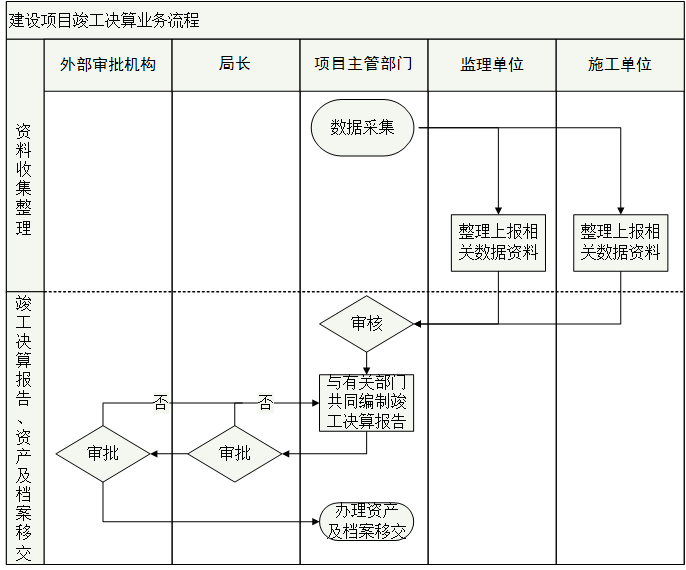 建设项目竣工决算业务流程
外部审批机构
局长
项目主管部门
监理单位
施工单位
资料收集整理
数据采集
整理上报相
关数据资料
整理上报相
关数据资料
竣工决算报告、资产及档案移交
审核
与有关部门
共同编制竣
工决算报告
否
否
审批
审批
办理资产
及档案移交